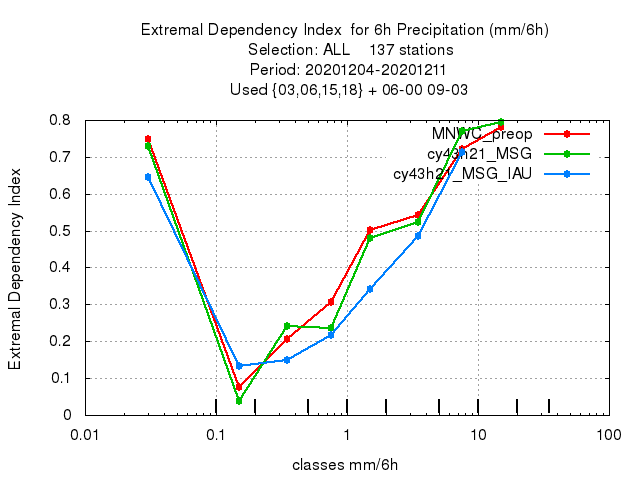 Extremal Dependency Index  for 6h Precipitation (mm/6h)
Selection: ALL    137 stations
Period: 20201204-20201211
Used {03,06,15,18} + 06-00 09-03
MNWC_preop
cy43h21_MSG
cy43h21_MSG_IAU
Extremal Dependency Index
0.8
0.7
0.6
0.5
0.4
0.3
0.2
0.1
0
0.01
0.1
1
10
100
classes mm/6h